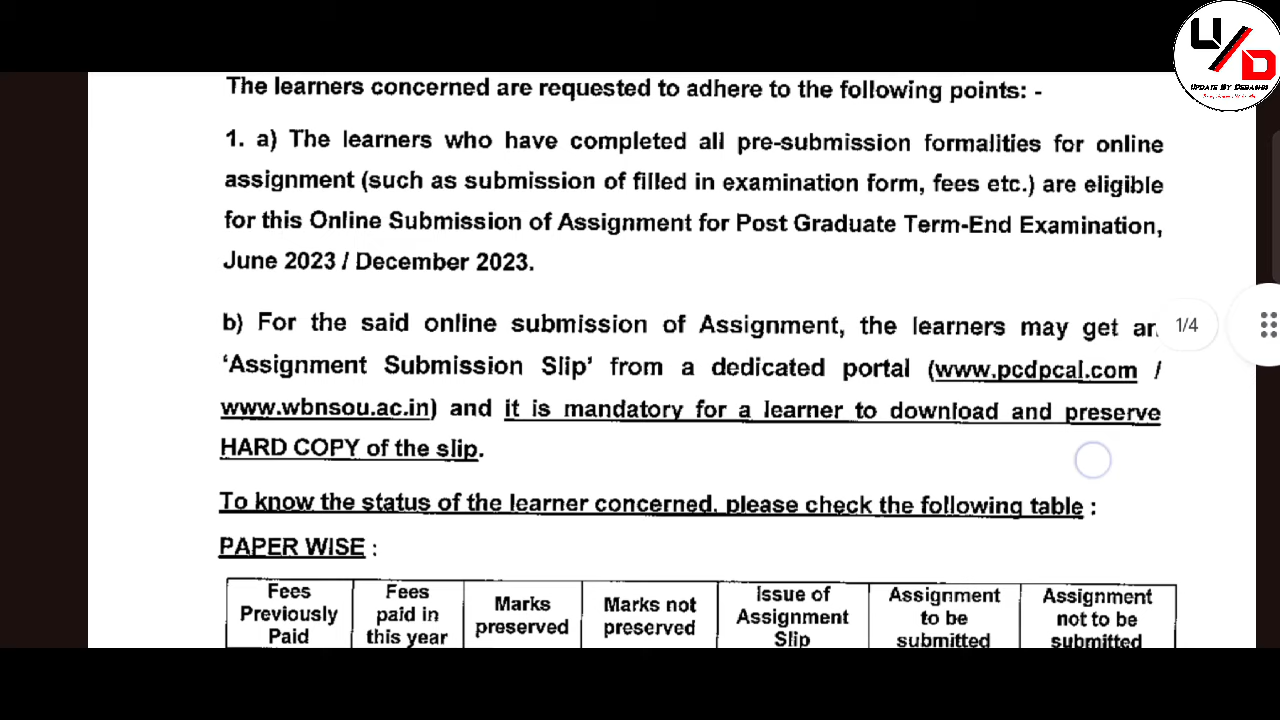 U/D
UPDATE BY DEBASHIS
The learners concerned are requested to adhere to the following points: -
1. a) The learners who have completed all pre-submission formalities for online
assignment (such as submission of filled in examination form, fees etc.) are eligible
for this Online Submission of Assignment for Post Graduate Term-End Examination,
June 2023 / December 2023.
b) For the said online submission of Assignment, the learners may get an
1/4
'Assignment Submission Slip' from a dedicated portal (www.pcdpcal.com /
www.wbnsou.ac.in) and it is mandatory for a learner to download and preserve
HARD COPY of the slip.
To know the status of the learner concerned, please check the following table :
PAPER WISE :
Fees Previously Paid
Fees paid in this year
Marks preserved
Marks not preserved
Issue of Assignment Slip
Assignment to be submitted
Assignment not to be submitted